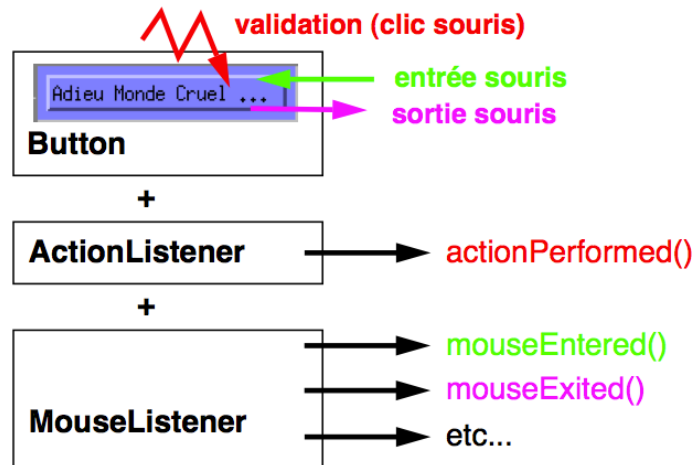 validation (clic souris)
Adieu Monde Cruel ...
entrée souris
sortie souris
Button
+
ActionListener
actionPerformed()
+
mouseEntered()
mouseExited()
MouseListener
etc...